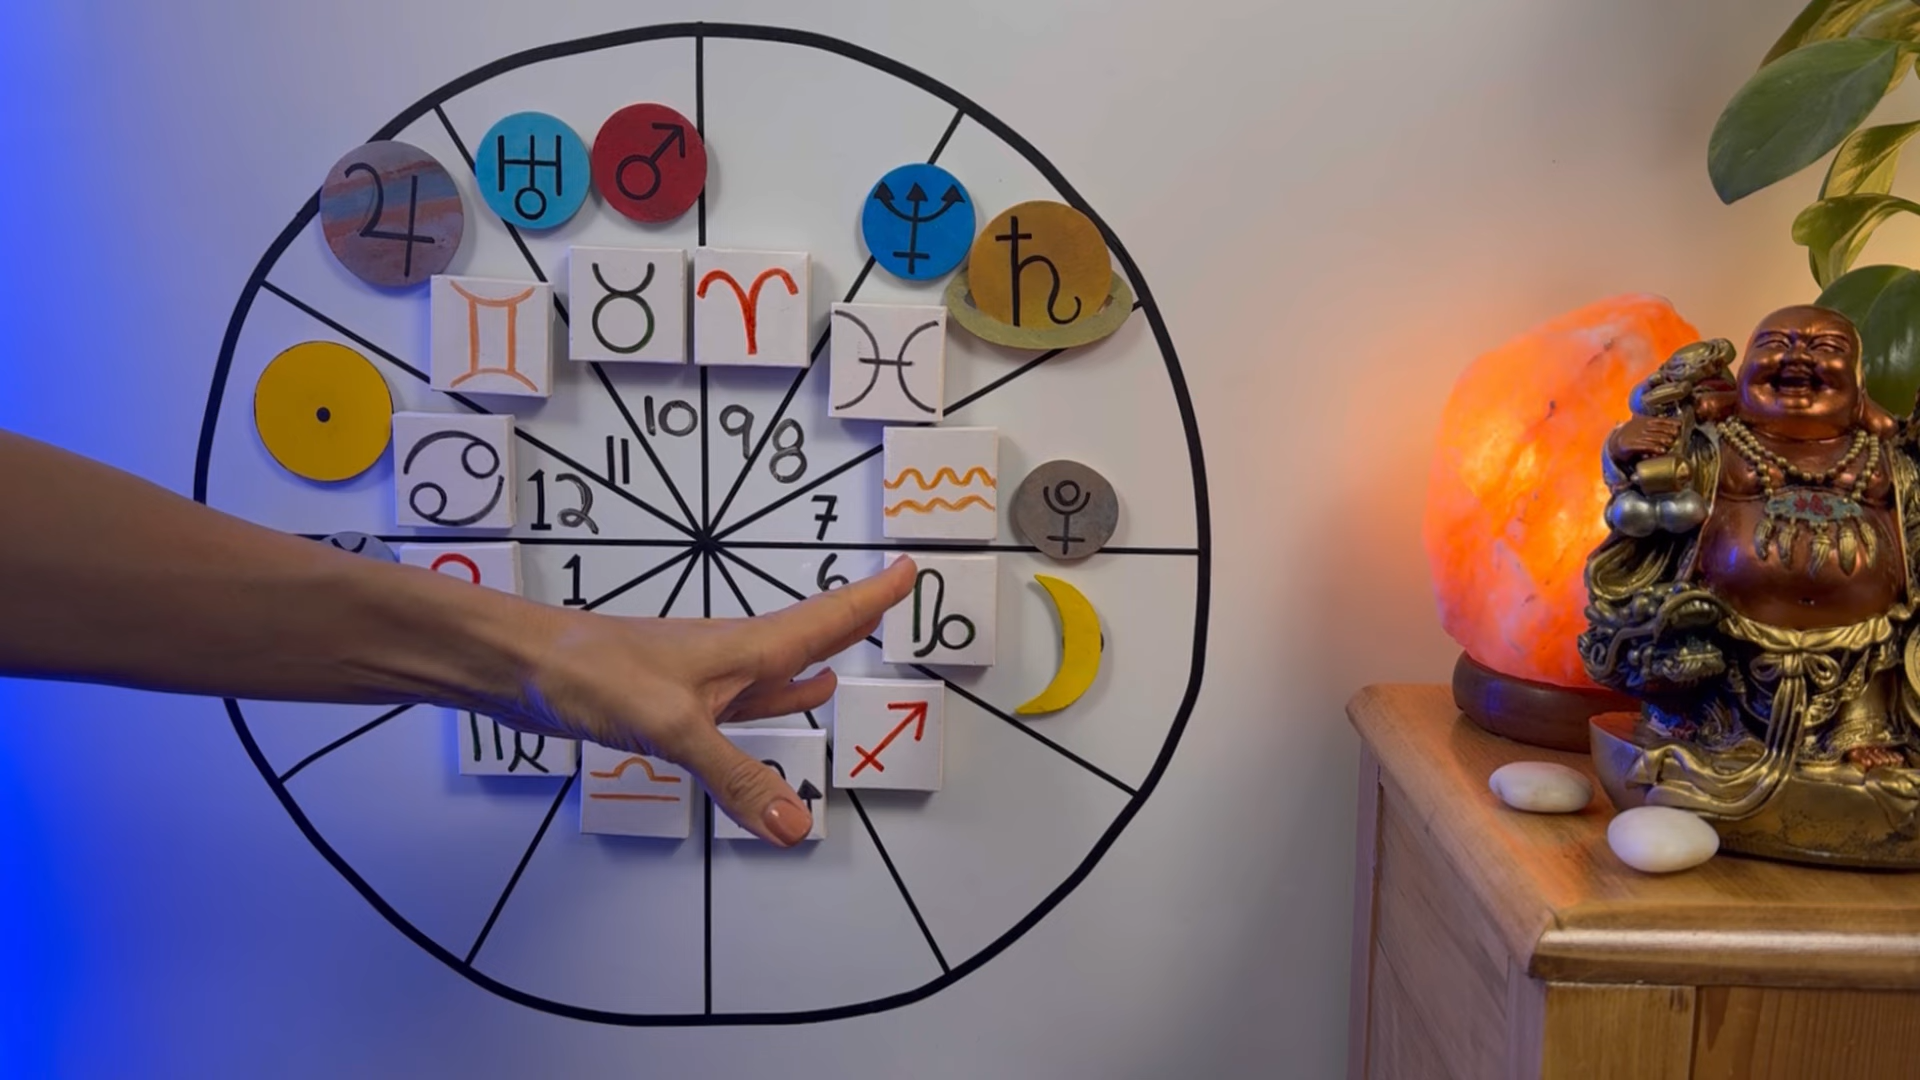 ♃ ♅ ♂ ♆ ♄
♊ ♉ ♈ ♓
☉ ♋ ♒ ♇
10 9 8
11
12 7
1 6
♑
♐
♎